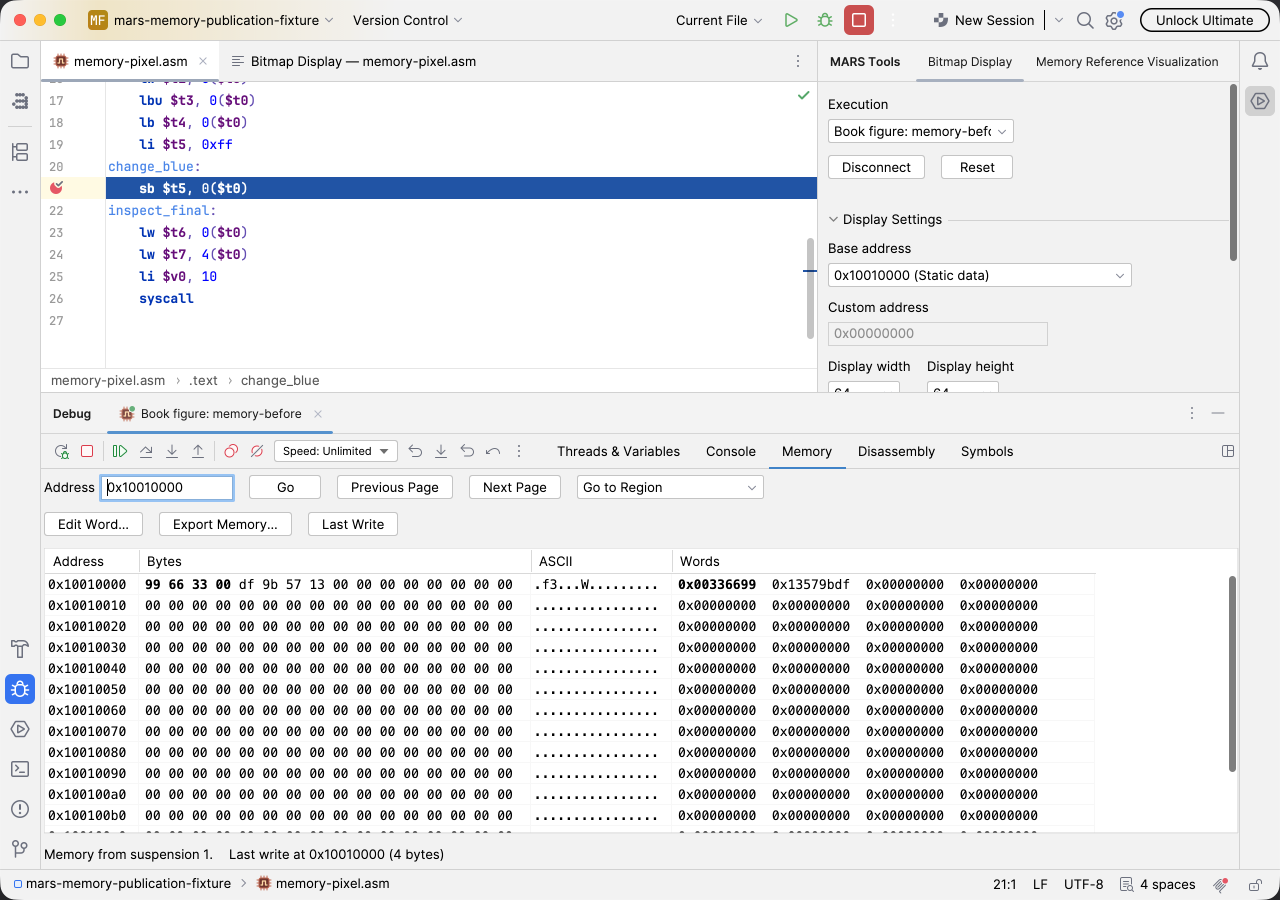 MF mars-memory-publication-fixture Version Control Current File New Session Unlock Ultimate
memory-pixel.asm Bitmap Display — memory-pixel.asm MARS Tools Bitmap Display Memory Reference Visualization
17 lbu $t3, 0($t0)
18 lb $t4, 0($t0)
19 li $t5, 0xff
20 change_blue:
sb $t5, 0($t0)
22 inspect_final:
23 lw $t6, 0($t0)
24 lw $t7, 4($t0)
25 li $v0, 10
26 syscall
27
memory-pixel.asm › .text › change_blue
Execution
Book figure: memory-befo
Disconnect Reset
Display Settings
Base address
0x10010000 (Static data)
Custom address
0x00000000
Display width Display height
64 64
Debug Book figure: memory-before
Speed: Unlimited Threads & Variables Console Memory Disassembly Symbols
Address 0x10010000 Go Previous Page Next Page Go to Region
Edit Word... Export Memory... Last Write
Address Bytes ASCII Words
0x10010000 99 66 33 00 df 9b 57 13 00 00 00 00 00 00 00 00 .f3...W......... 0x00336699 0x13579bdf 0x00000000 0x00000000
0x10010010 00 00 00 00 00 00 00 00 00 00 00 00 00 00 00 00 ................ 0x00000000 0x00000000 0x00000000 0x00000000
0x10010020 00 00 00 00 00 00 00 00 00 00 00 00 00 00 00 00 ................ 0x00000000 0x00000000 0x00000000 0x00000000
0x10010030 00 00 00 00 00 00 00 00 00 00 00 00 00 00 00 00 ................ 0x00000000 0x00000000 0x00000000 0x00000000
0x10010040 00 00 00 00 00 00 00 00 00 00 00 00 00 00 00 00 ................ 0x00000000 0x00000000 0x00000000 0x00000000
0x10010050 00 00 00 00 00 00 00 00 00 00 00 00 00 00 00 00 ................ 0x00000000 0x00000000 0x00000000 0x00000000
0x10010060 00 00 00 00 00 00 00 00 00 00 00 00 00 00 00 00 ................ 0x00000000 0x00000000 0x00000000 0x00000000
0x10010070 00 00 00 00 00 00 00 00 00 00 00 00 00 00 00 00 ................ 0x00000000 0x00000000 0x00000000 0x00000000
0x10010080 00 00 00 00 00 00 00 00 00 00 00 00 00 00 00 00 ................ 0x00000000 0x00000000 0x00000000 0x00000000
0x10010090 00 00 00 00 00 00 00 00 00 00 00 00 00 00 00 00 ................ 0x00000000 0x00000000 0x00000000 0x00000000
0x100100a0 00 00 00 00 00 00 00 00 00 00 00 00 00 00 00 00 ................ 0x00000000 0x00000000 0x00000000 0x00000000
0x100100b0 00 00 00 00 00 00 00 00 00 00 00 00 00 00 00 00 ................ 0x00000000 0x00000000 0x00000000 0x00000000
Memory from suspension 1. Last write at 0x10010000 (4 bytes)
mars-memory-publication-fixture › memory-pixel.asm 21:1 LF UTF-8 4 spaces